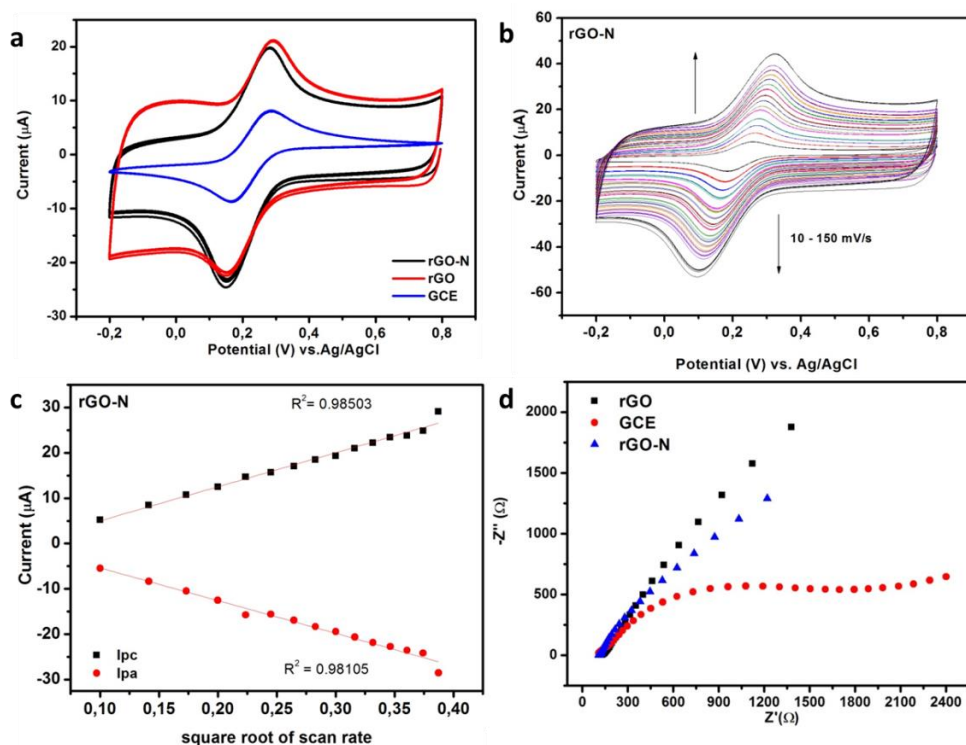 a
Current (µA)
20
10
0
-10
-20
-30
-0,2
0,0
0,2
0,4
0,6
0,8
Potential (V) vs.Ag/AgCl
rGO-N
rGO
GCE
b
rGO-N
Current (µA)
60
40
20
0
-20
-40
-60
10 - 150 mV/s
-0,2
0,0
0,2
0,4
0,6
0,8
Potential (V) vs. Ag/AgCl
c
rGO-N
R² = 0.98503
Current (µA)
30
20
10
0
-10
-20
-30
Ipc
Ipa
R² = 0.98105
0,10
0,15
0,20
0,25
0,30
0,35
0,40
square root of scan rate
d
rGO
GCE
rGO-N
-Z'' (Ω)
2000
1500
1000
500
0
300
600
900
1200
1500
1800
2100
2400
Z'(Ω)